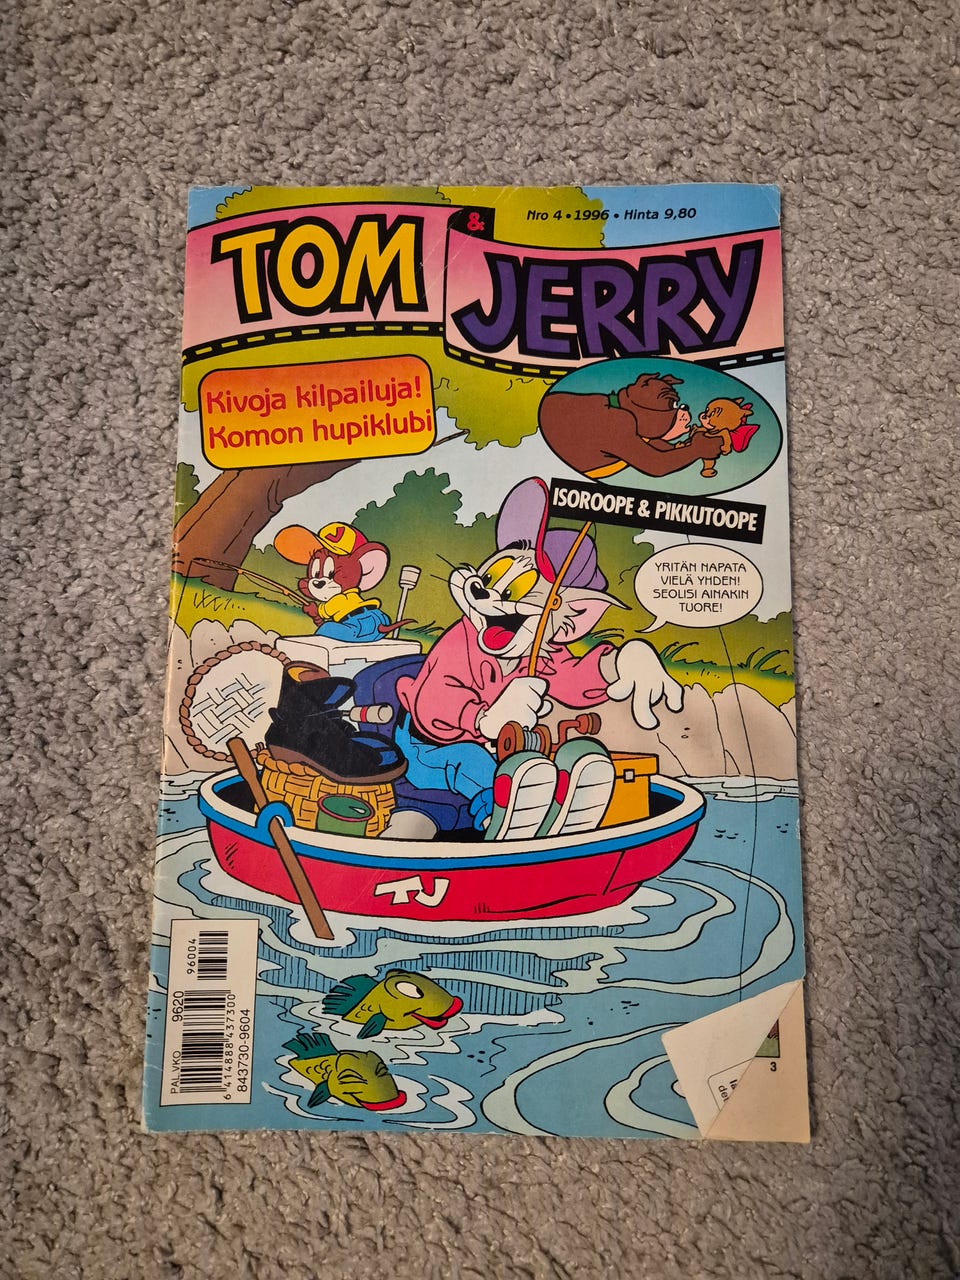 Nro 4 • 1996 • Hinta 9,80
TOM & JERRY
Kivoja kilpailuja!
Komon hupiklubi
ISOROOPE & PIKKUTOOPE
YRITÄN NAPATA
VIELÄ YHDEN!
SEOLISI AINAKIN
TUORE!
J
TJ
PAL.VKO 9620
96004
6 414888 437300
843730-9604
3